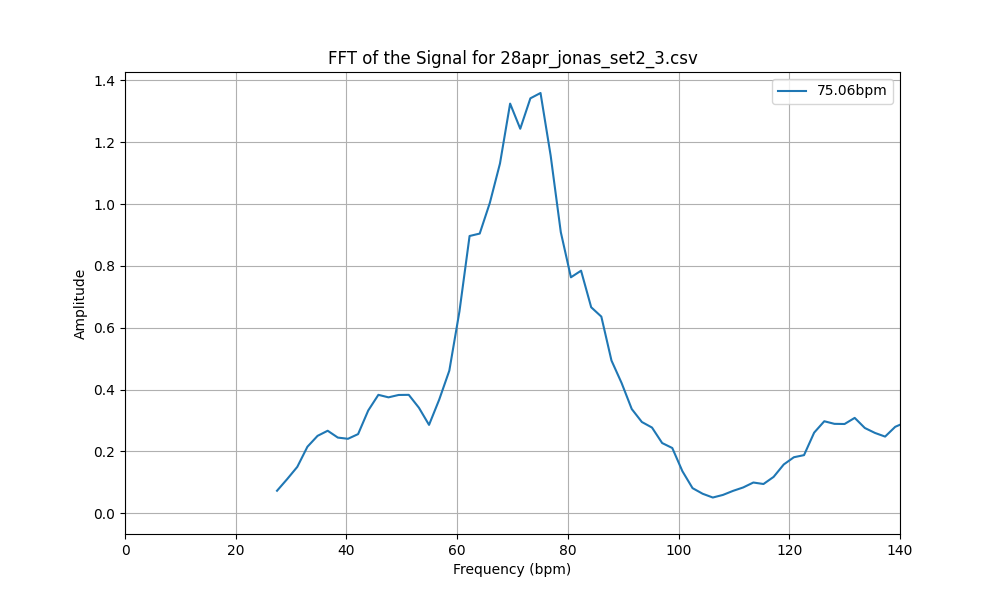 FFT of the Signal for 28apr_jonas_set2_3.csv
75.06bpm
1.4
1.2
1.0
0.8
0.6
0.4
0.2
0.0
Amplitude
0 20 40 60 80 100 120 140
Frequency (bpm)